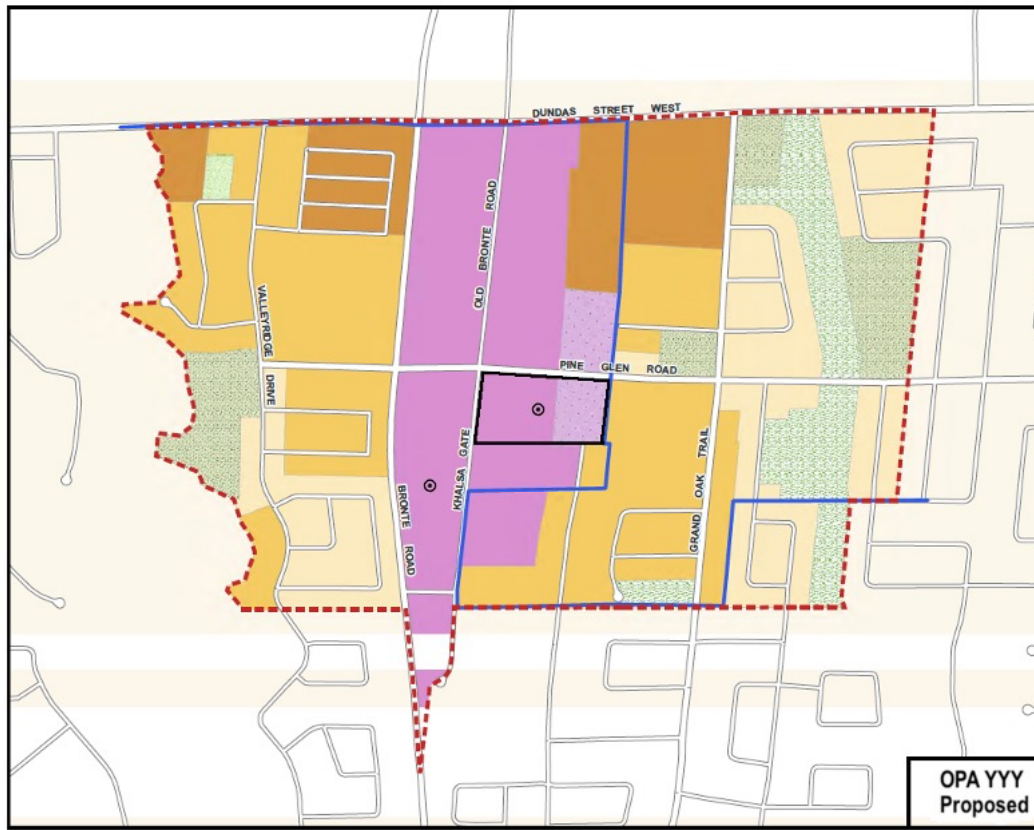 DUNDAS STREET WEST
OLD BRONTE ROAD
VALLEYRIDGE DRIVE
PINE GLEN ROAD
KHALSA GATE
GRAND OAK TRAIL
BRONTE ROAD
OPA YYY
Proposed